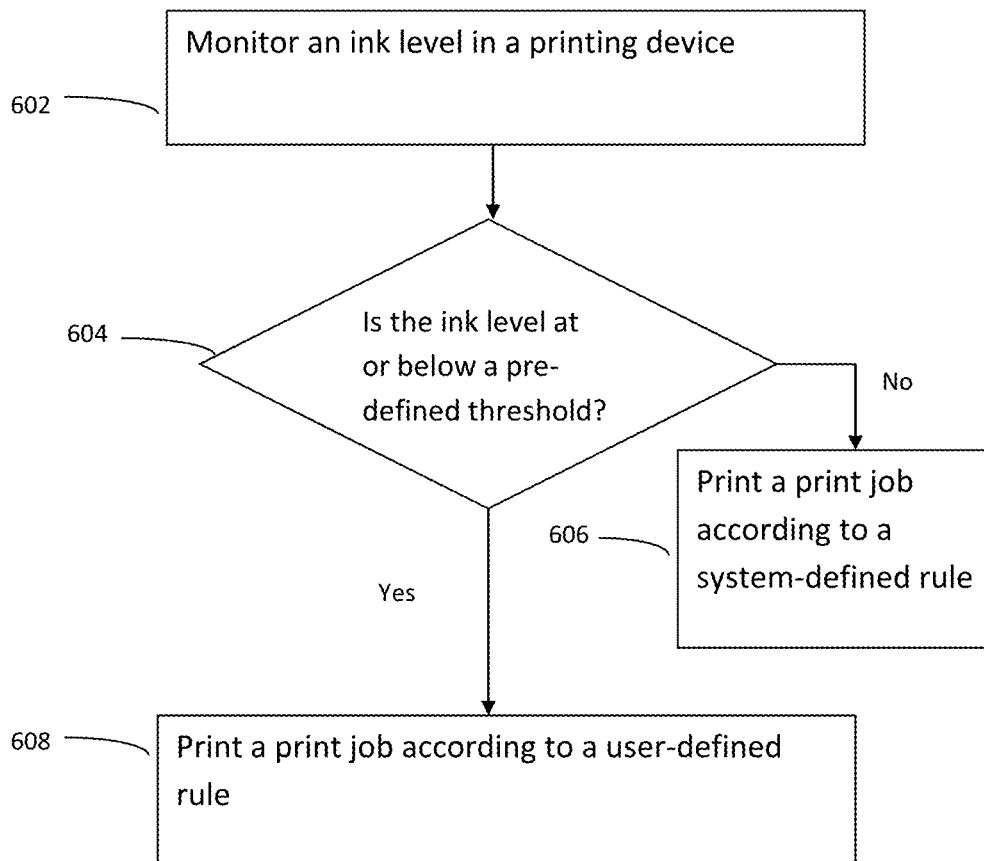 Monitor an ink level in a printing device
602
604
Is the ink level at
or below a pre-
defined threshold?
No
Print a print job
according to a
system-defined rule
606
Yes
608
Print a print job according to a user-defined
rule